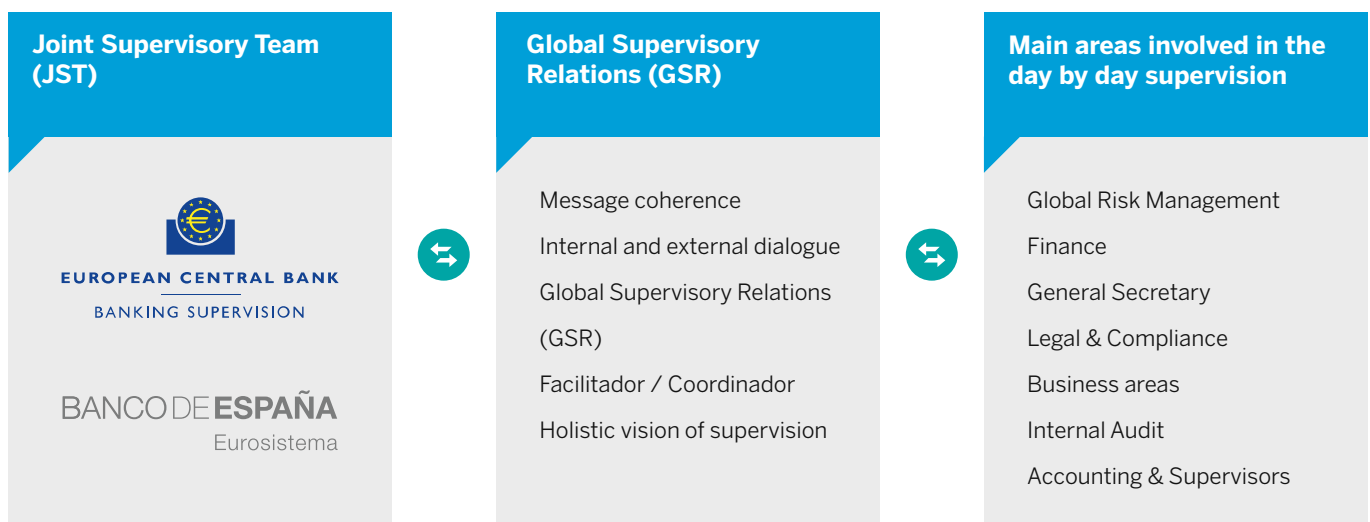 Joint Supervisory Team
(JST)
€
EUROPEAN CENTRAL BANK
BANKING SUPERVISION
BANCO DE ESPAÑA
Eurosistema
Global Supervisory
Relations (GSR)
Message coherence
Internal and external dialogue
Global Supervisory Relations
(GSR)
Facilitador / Coordinador
Holistic vision of supervision
Main areas involved in the
day by day supervision
Global Risk Management
Finance
General Secretary
Legal & Compliance
Business areas
Internal Audit
Accounting & Supervisors